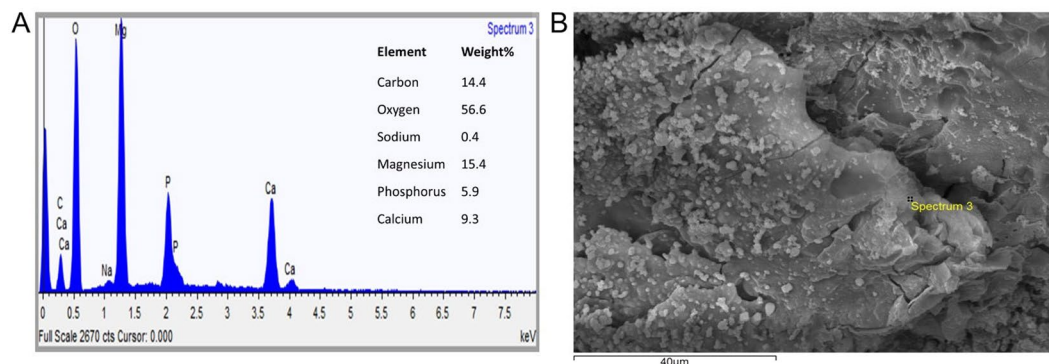 A
Spectrum 3
O
Mg
Element Weight%
Carbon 14.4
Oxygen 56.6
Sodium 0.4
Magnesium 15.4
Phosphorus 5.9
Calcium 9.3
C
Ca
Ca
Na
P
P
Ca
Ca
0 0.5 1 1.5 2 2.5 3 3.5 4 4.5 5 5.5 6 6.5 7 7.5
Full Scale 2670 cts Cursor: 0.000 keV
B
Spectrum 3
40µm